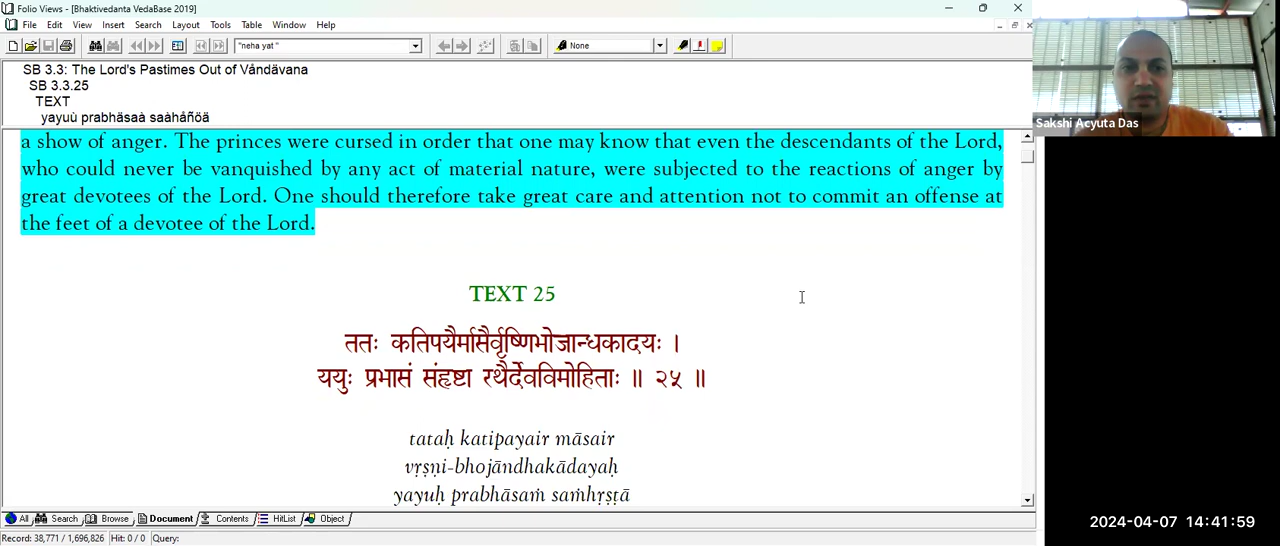 Folio Views - [Bhaktivedanta VedaBase 2019]
File Edit View Insert Search Layout Tools Table Window Help
"neha yat " None
SB 3.3: The Lord's Pastimes Out of Våndävana
SB 3.3.25
TEXT
yayuù prabhäsaà saàhåñöä
a show of anger. The princes were cursed in order that one may know that even the descendants of the Lord,
who could never be vanquished by any act of material nature, were subjected to the reactions of anger by
great devotees of the Lord. One should therefore take great care and attention not to commit an offense at
the feet of a devotee of the Lord.
TEXT 25
ततः कतिपयैर्मासैर्वृष्णिभोजान्धकादयः ।
ययुः प्रभासं संहृष्टा रथैर्देवविमोहिताः ॥ २५ ॥
tataḥ katipayair māsair
vṛṣṇi-bhojāndhakādayaḥ
yayuḥ prabhāsaṁ saṁhṛṣṭā
All Search Browse Document Contents HitList Object
Record: 38,771 / 1,696,826 Hit: 0 / 0 Query:
Sakshi Acyuta Das
2024-04-07 14:41:59